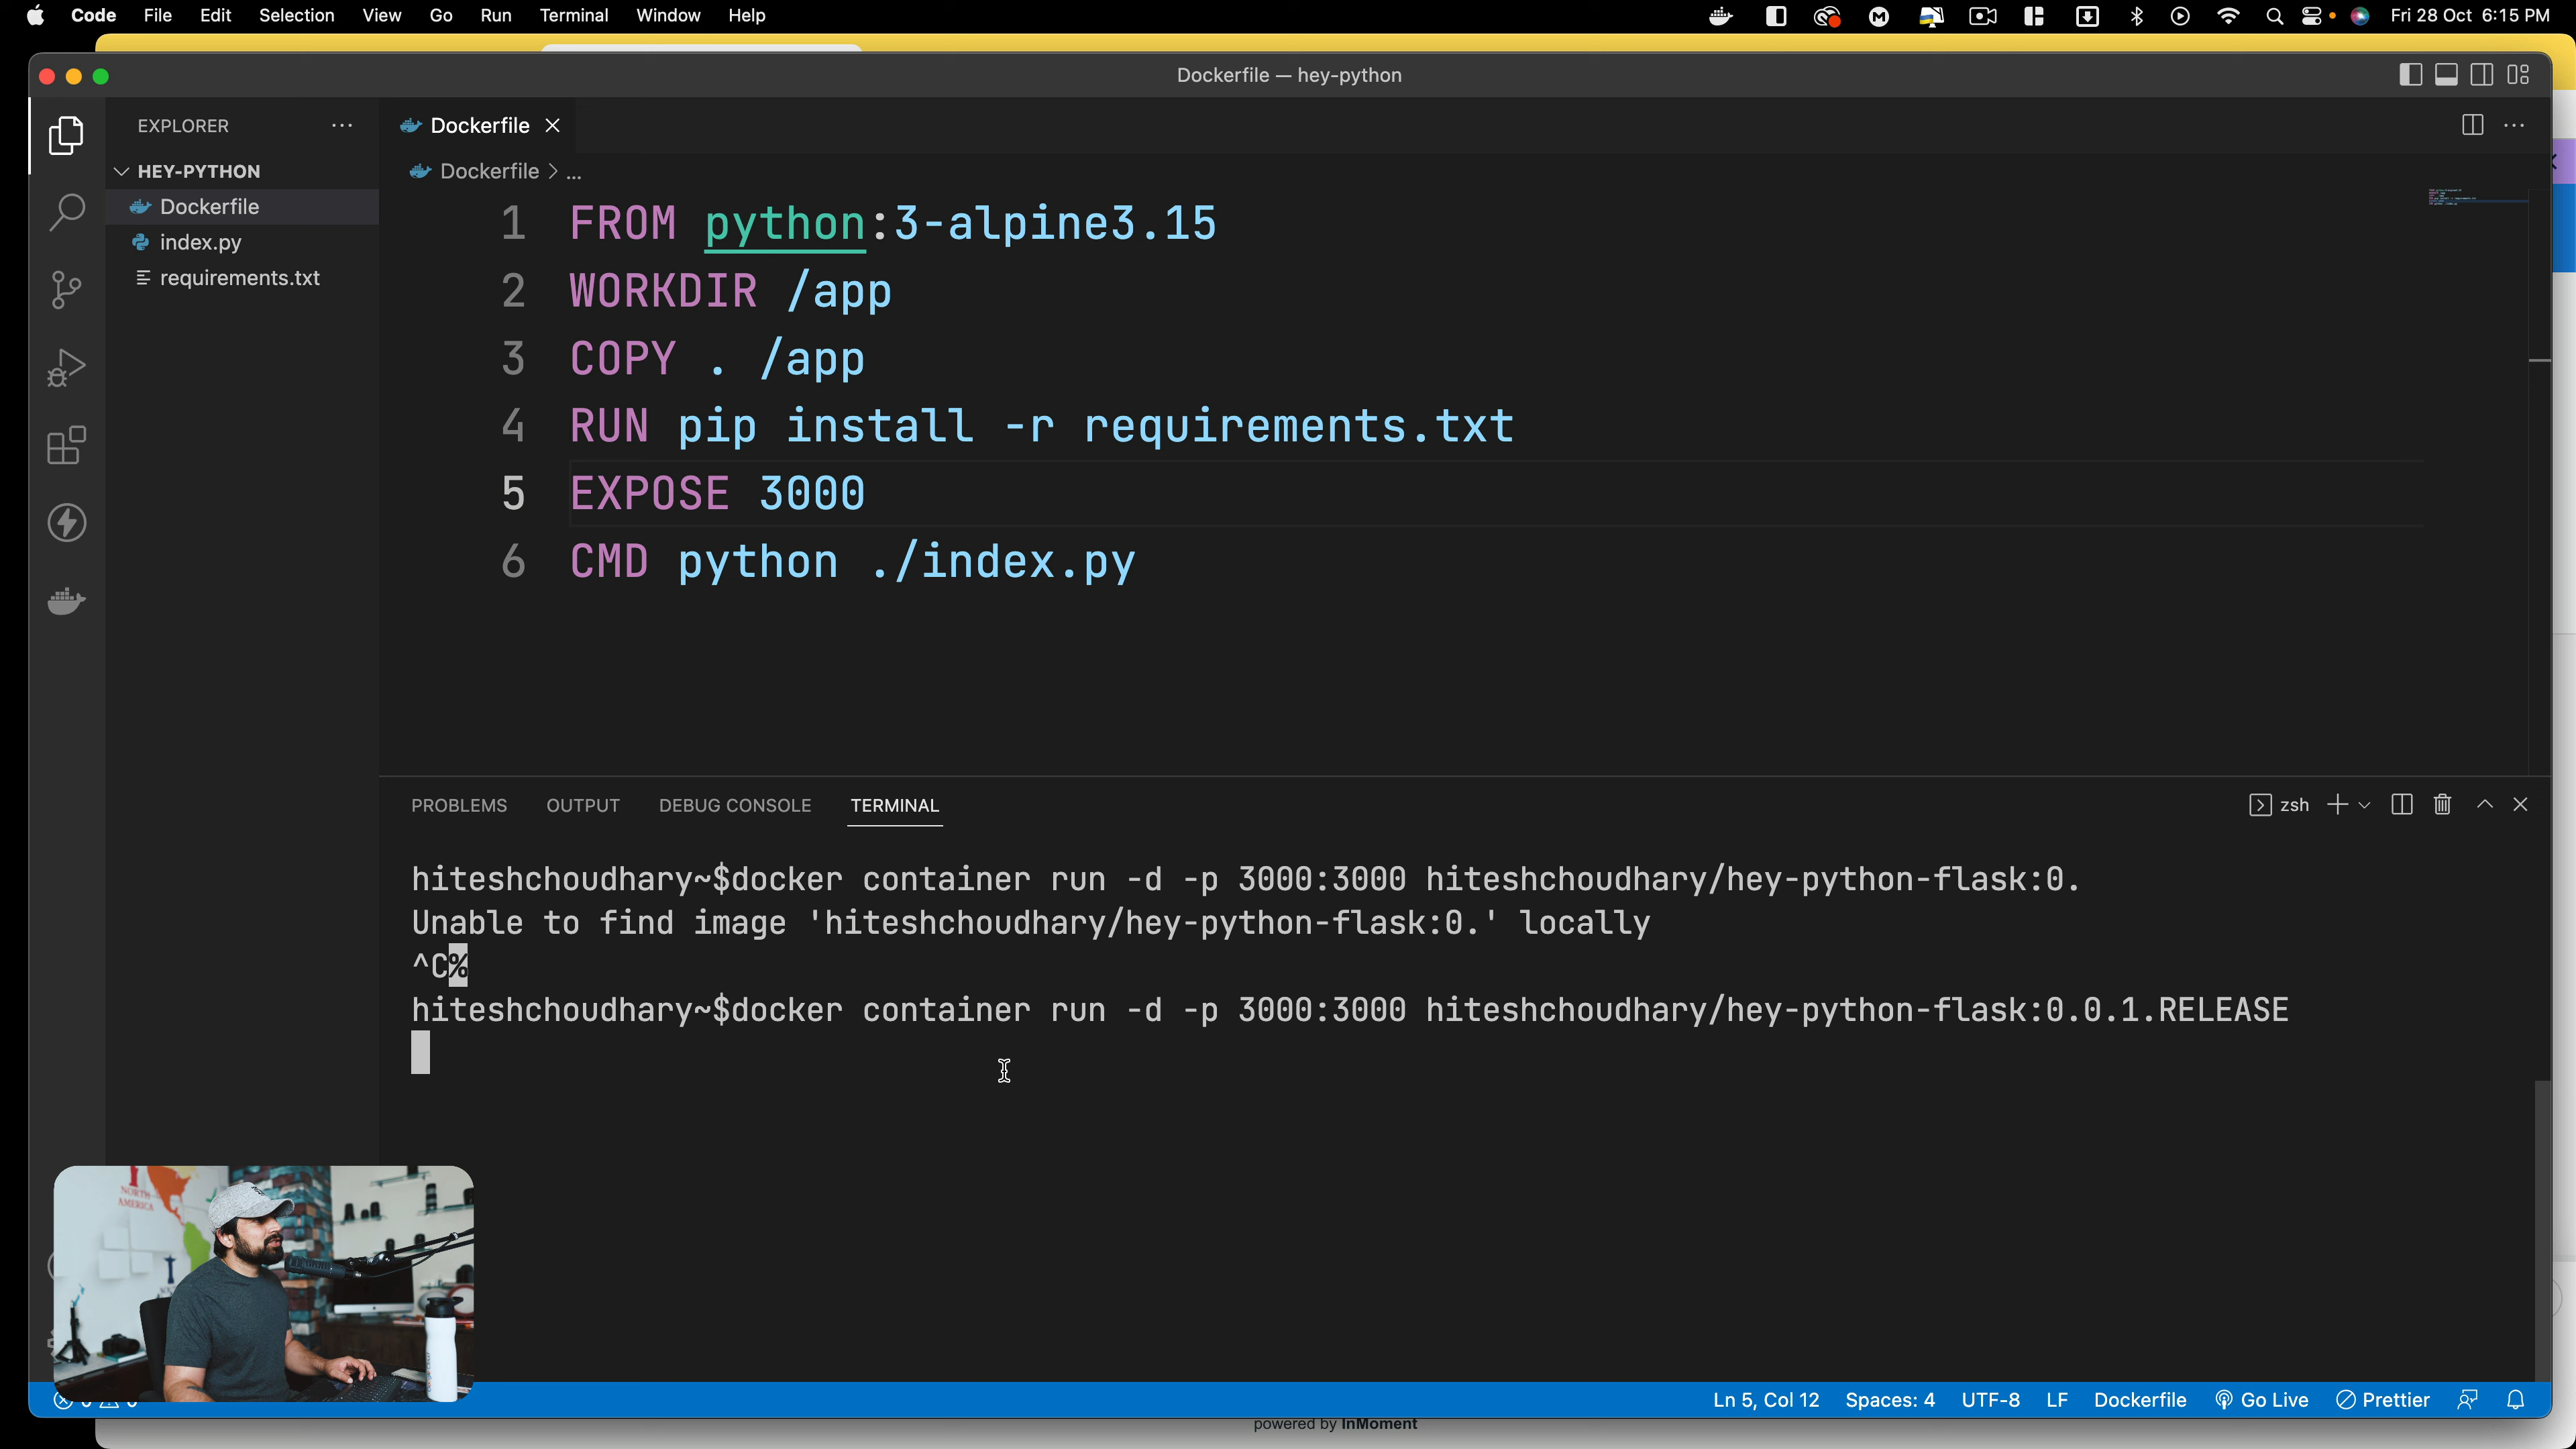 Code File Edit Selection View Go Run Terminal Window Help Fri 28 Oct 6:15 PM
Dockerfile — hey-python
EXPLORER
HEY-PYTHON
Dockerfile
index.py
requirements.txt
Dockerfile
Dockerfile > ...
1 FROM python:3-alpine3.15
2 WORKDIR /app
3 COPY . /app
4 RUN pip install -r requirements.txt
5 EXPOSE 3000
6 CMD python ./index.py
PROBLEMS OUTPUT DEBUG CONSOLE TERMINAL zsh
hiteshchoudhary~$docker container run -d -p 3000:3000 hiteshchoudhary/hey-python-flask:0.
Unable to find image 'hiteshchoudhary/hey-python-flask:0.' locally
^C%
hiteshchoudhary~$docker container run -d -p 3000:3000 hiteshchoudhary/hey-python-flask:0.0.1.RELEASE
NORTH
AMERICA
Ln 5, Col 12 Spaces: 4 UTF-8 LF Dockerfile Go Live Prettier
powered by InMoment